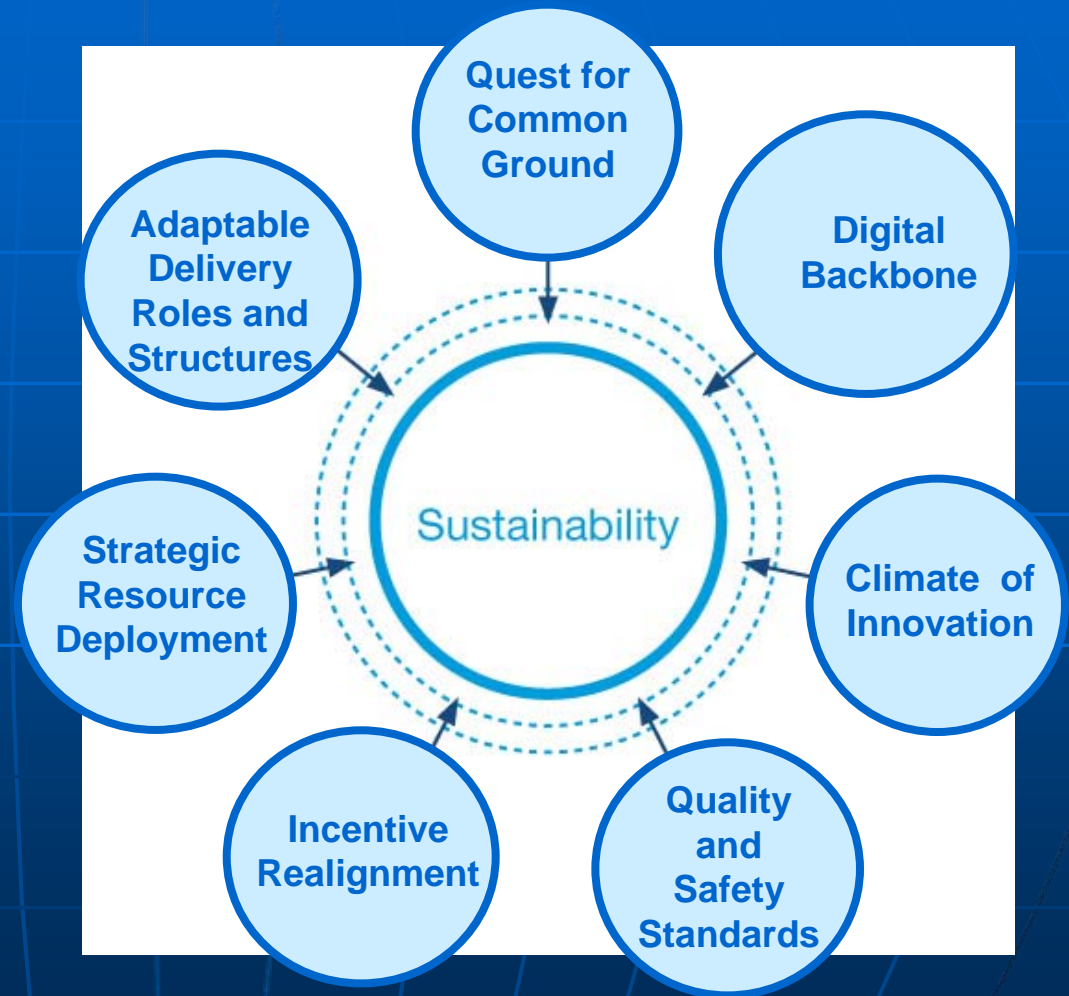 Quest for
Common
Ground
Digital
Backbone
Climate of
Innovation
Quality
and
Safety
Standards
Incentive
Realignment
Strategic
Resource
Deployment
Adaptable
Delivery
Roles and
Structures
Sustainability